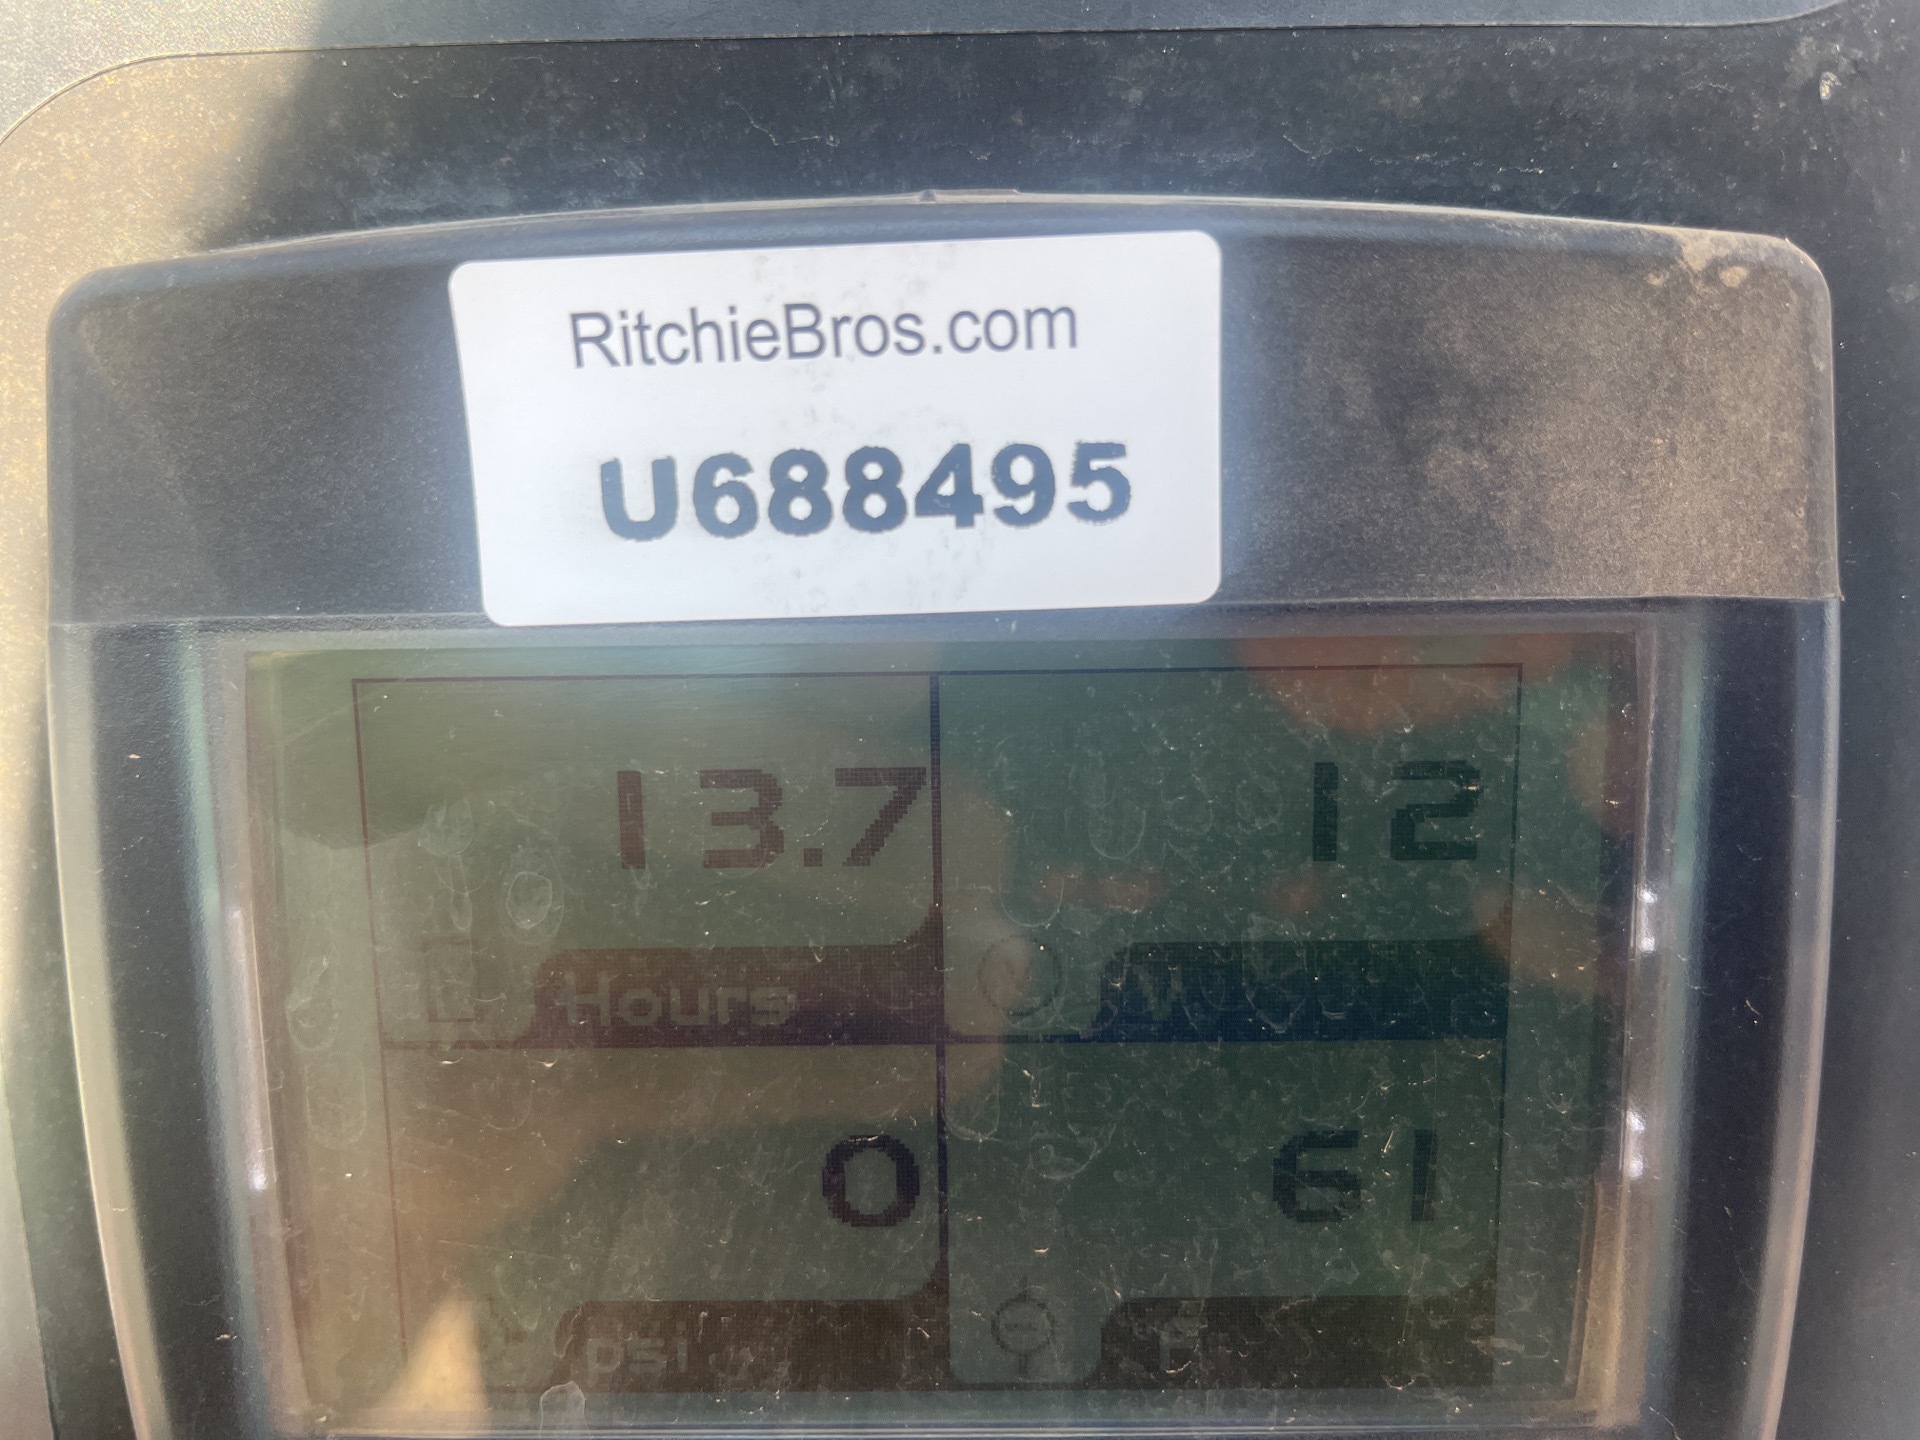 RitchieBros.com
U688495
13.7
12
Hours
V
0
61
psi
F